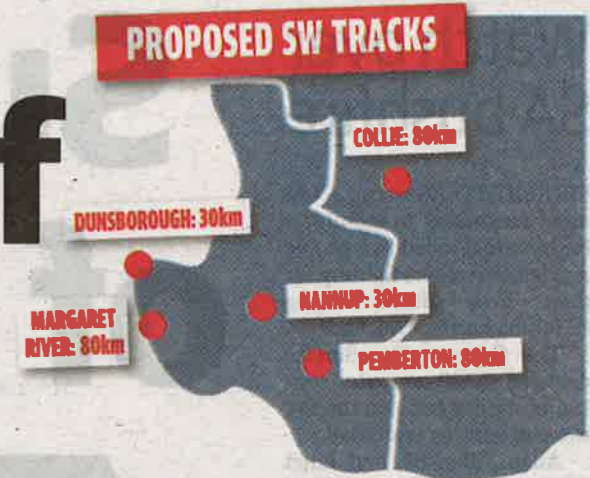 PROPOSED SW TRACKS
f
COLLIE: 80km
DUNSBOROUGH: 30km
NANNUP: 30km
MARGARET
RIVER: 80km
PEMBERTON: 80km